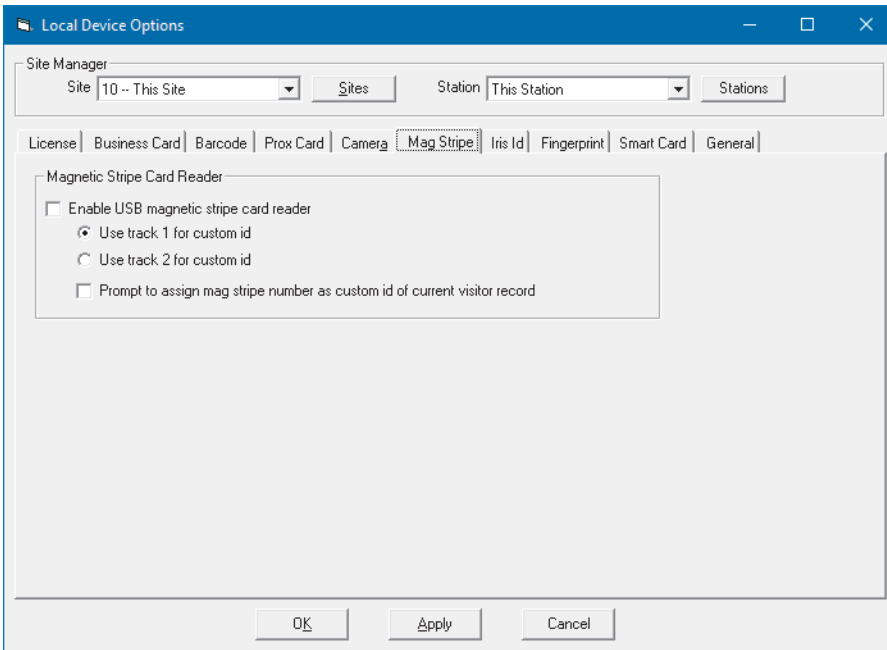 Local Device Options
Site Manager
Site 10 -- This Site Sites Station This Station Stations
License Business Card Barcode Prox Card Camera Mag Stripe Iris Id Fingerprint Smart Card General
Magnetic Stripe Card Reader
Enable USB magnetic stripe card reader
Use track 1 for custom id
Use track 2 for custom id
Prompt to assign mag stripe number as custom id of current visitor record
OK Apply Cancel